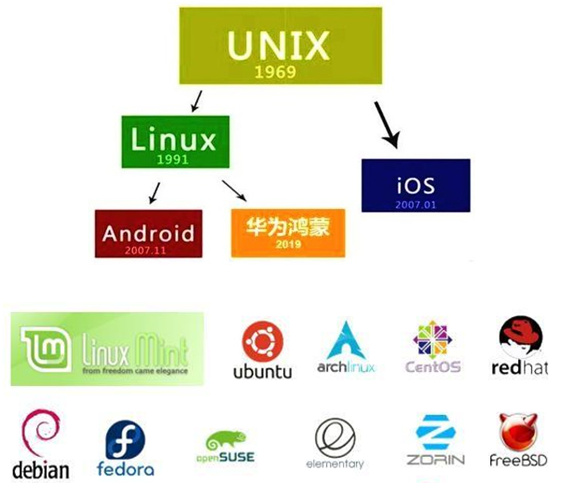 UNIX
1969
Linux
1991
iOS
2007.01
Android
2007.11
华为鸿蒙
2019
lm
Linux Mint
from freedom came elegance
ubuntu
archlinux
CentOS
redhat
debian
fedora
openSUSE
elementary
ZORIN
FreeBSD